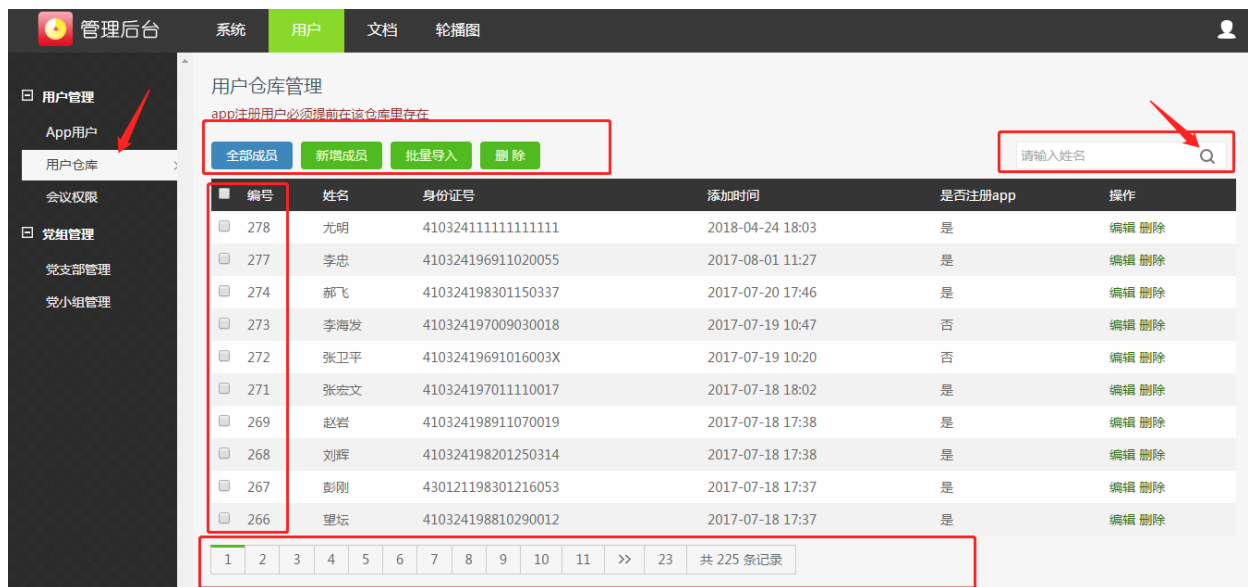 管理后台 系统 用户 文档 轮播图
用户管理
App用户
用户仓库
会议权限
党组管理
党支部管理
党小组管理
用户仓库管理
app注册用户必须提前在该仓库里存在
全部成员 新增成员 批量导入 删 除 请输入姓名
编号 姓名 身份证号 添加时间 是否注册app 操作
278 尤明 410324111111111111 2018-04-24 18:03 是 编辑 删除
277 李忠 410324196911020055 2017-08-01 11:27 是 编辑 删除
274 郝飞 410324198301150337 2017-07-20 17:46 是 编辑 删除
273 李海发 410324197009030018 2017-07-19 10:47 否 编辑 删除
272 张卫平 41032419691016003X 2017-07-19 10:20 否 编辑 删除
271 张宏文 410324197011110017 2017-07-18 18:02 是 编辑 删除
269 赵岩 410324198911070019 2017-07-18 17:38 是 编辑 删除
268 刘辉 410324198201250314 2017-07-18 17:38 是 编辑 删除
267 彭刚 430121198301216053 2017-07-18 17:37 是 编辑 删除
266 望坛 410324198810290012 2017-07-18 17:37 是 编辑 删除
1 2 3 4 5 6 7 8 9 10 11 >> 23 共 225 条记录